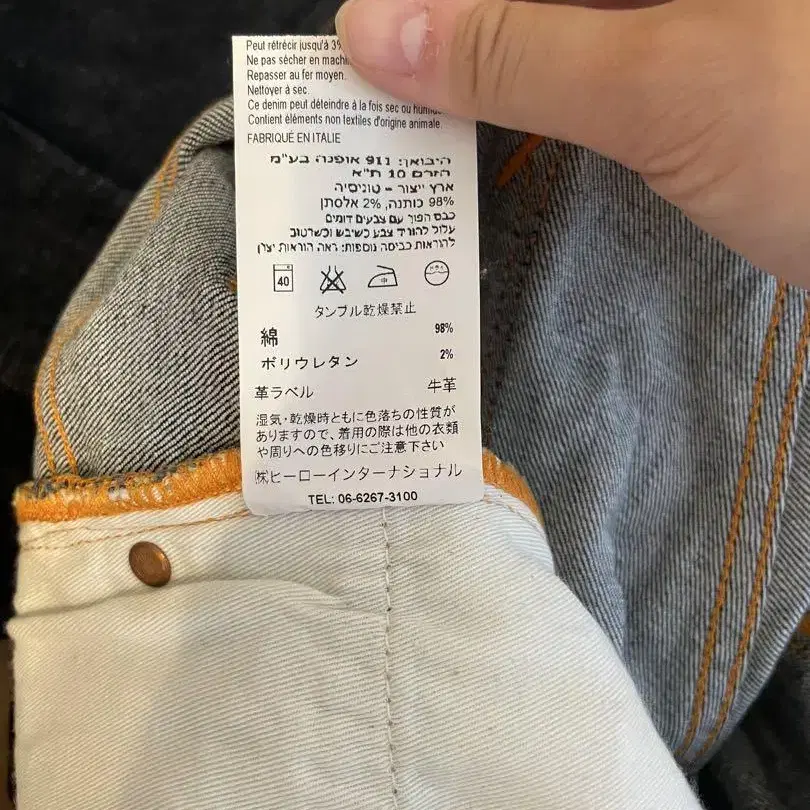 Peut rétrécir jusqu'à 3%
Ne pas sécher en machi
Repasser au fer moyen.
Nettoyer à sec.
Ce denim peut déteindre à la fois sec ou humide.
Contient éléments non textiles d'origine animale.
FABRIQUÉ EN ITALIE
היבואן: 911 אופנה בע"מ
הזרם 10 ת"א
ארץ ייצור - טוניסיה
98% כותנה, 2% אלסתן
כבס הפוך עם צבעים דומים
עלול להוריד צבע כשיבש וכשרטוב
להוראות כביסה נוספות: ראה הוראות יצרן
40
タンブル乾燥禁止
綿 98%
ポリウレタン 2%
革ラベル 牛革
湿気・乾燥時ともに色落ちの性質が
ありますので、着用の際は他の衣類
や周りへの色移りにご注意下さい
㈱ヒーローインターナショナル
TEL: 06-6267-3100